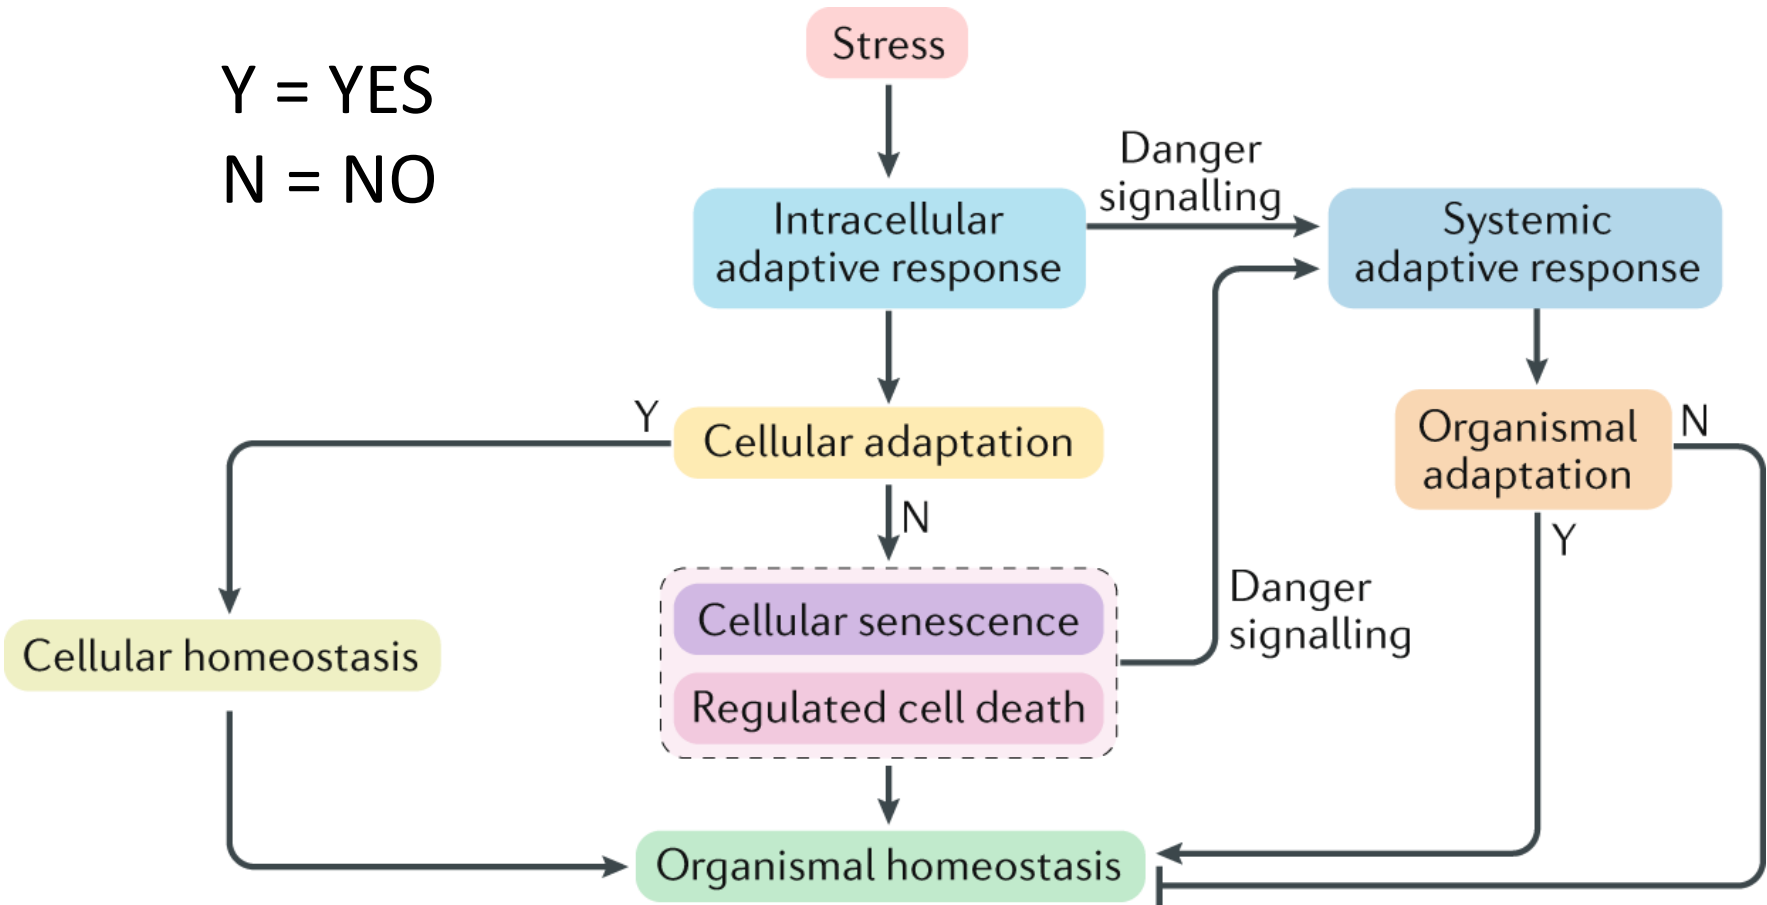 Y = YES
N = NO
Stress
Danger
signalling
Intracellular
adaptive response
Systemic
adaptive response
Y
Cellular adaptation
N
Organismal
adaptation
N
Y
Cellular senescence
Regulated cell death
Danger
signalling
Cellular homeostasis
Organismal homeostasis